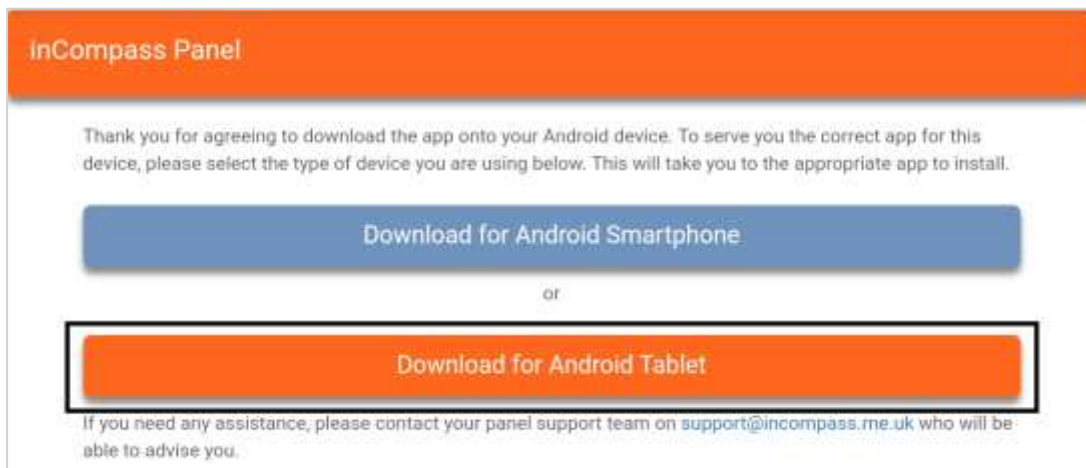 inCompass Panel
Thank you for agreeing to download the app onto your Android device. To serve you the correct app for this
device, please select the type of device you are using below. This will take you to the appropriate app to install.
Download for Android Smartphone
or
Download for Android Tablet
If you need any assistance, please contact your panel support team on support@incompass.me.uk who will be
able to advise you.